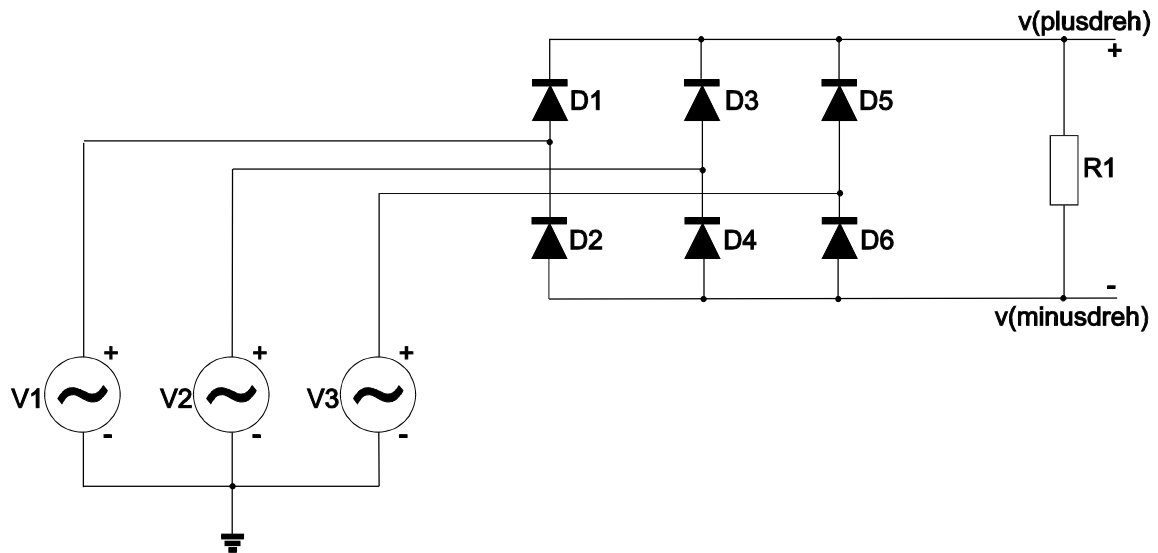 v(plusdreh)
+
D1
D3
D5
R1
D2
D4
D6
-
v(minusdreh)
+
+
+
V1
V2
V3
-
-
-